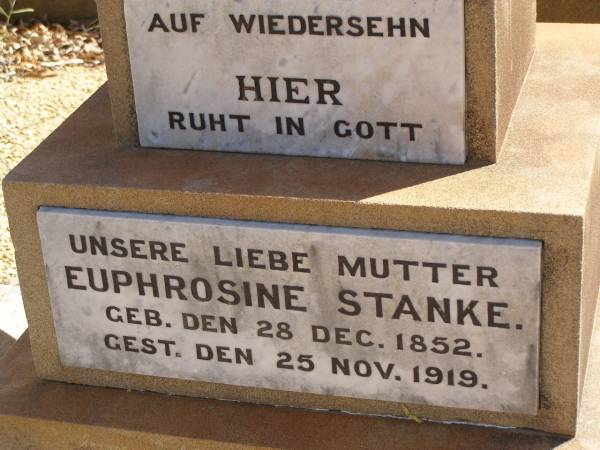 AUF WIEDERSEHN
HIER
RUHT IN GOTT
UNSERE LIEBE MUTTER
EUPHROSINE STANKE.
GEB. DEN 28 DEC. 1852.
GEST. DEN 25 NOV. 1919.